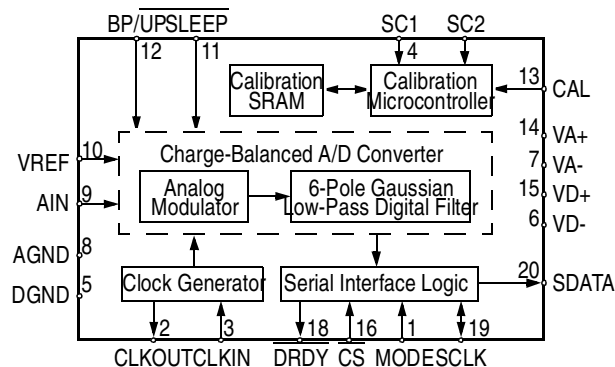 BP/UP SLEEP SC1 SC2
12 11 4
Calibration SRAM
Calibration Microcontroller
13 CAL
14 VA+
7 VA-
15 VD+
6 VD-
VREF 10
AIN 9
AGND 8
DGND 5
Charge-Balanced A/D Converter
Analog Modulator
6-Pole Gaussian
Low-Pass Digital Filter
Clock Generator
Serial Interface Logic
20 SDATA
2 3 18 16 1 19
CLKOUT CLKIN DRDY CS MODE SCLK